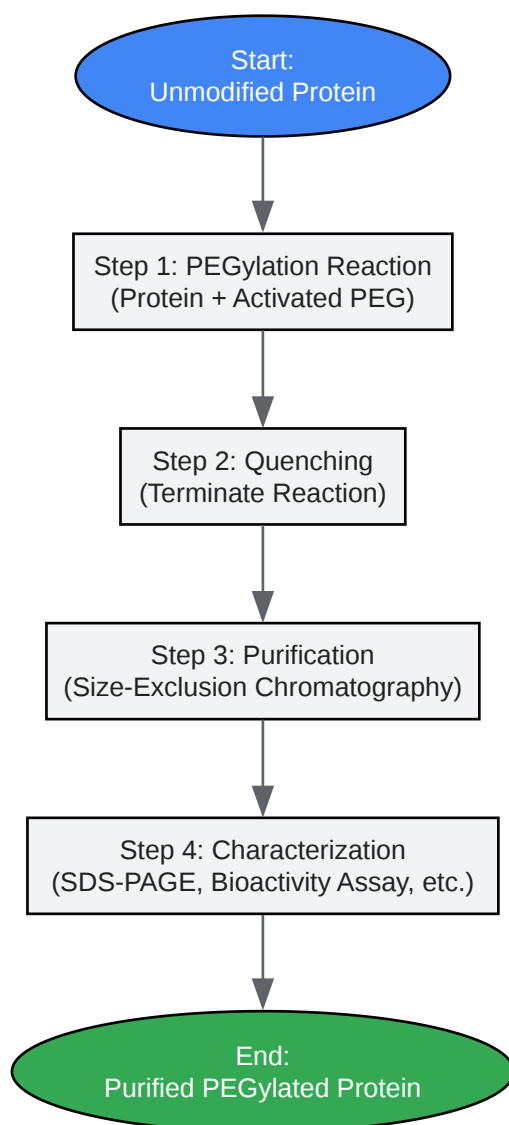 Start:
Unmodified Protein
Step 1: PEGylation Reaction
(Protein + Activated PEG)
Step 2: Quenching
(Terminate Reaction)
Step 3: Purification
(Size-Exclusion Chromatography)
Step 4: Characterization
(SDS-PAGE, Bioactivity Assay, etc.)
End:
Purified PEGylated Protein